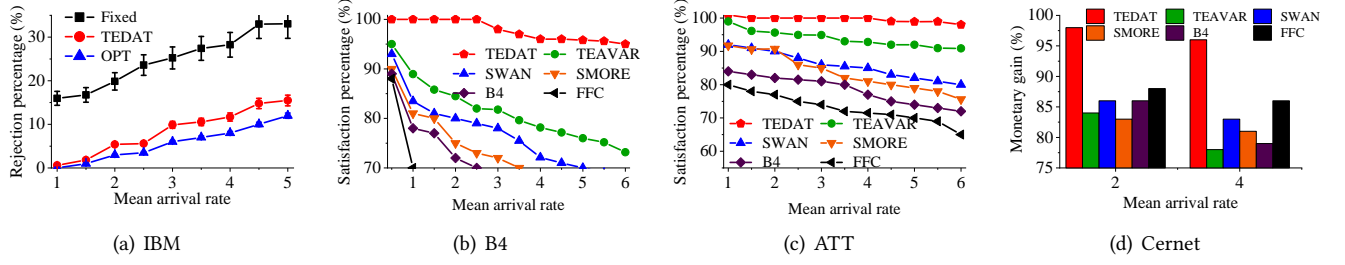 Rejection percentage (%)
30
20
10
0
Fixed
TEDAT
OPT
1 2 3 4 5
Mean arrival rate
(a) IBM
Satisfaction percentage (%)
100
90
80
70
TEDAT TEAVAR
SWAN SMORE
B4 FFC
1 2 3 4 5 6
Mean arrival rate
(b) B4
Satisfaction percentage (%)
100
90
80
70
60
TEDAT TEAVAR
SWAN SMORE
B4 FFC
1 2 3 4 5 6
Mean arrival rate
(c) ATT
Monetary gain (%)
100
95
90
85
80
75
TEDAT TEAVAR SWAN
SMORE B4 FFC
2 4
Mean arrival rate
(d) Cernet